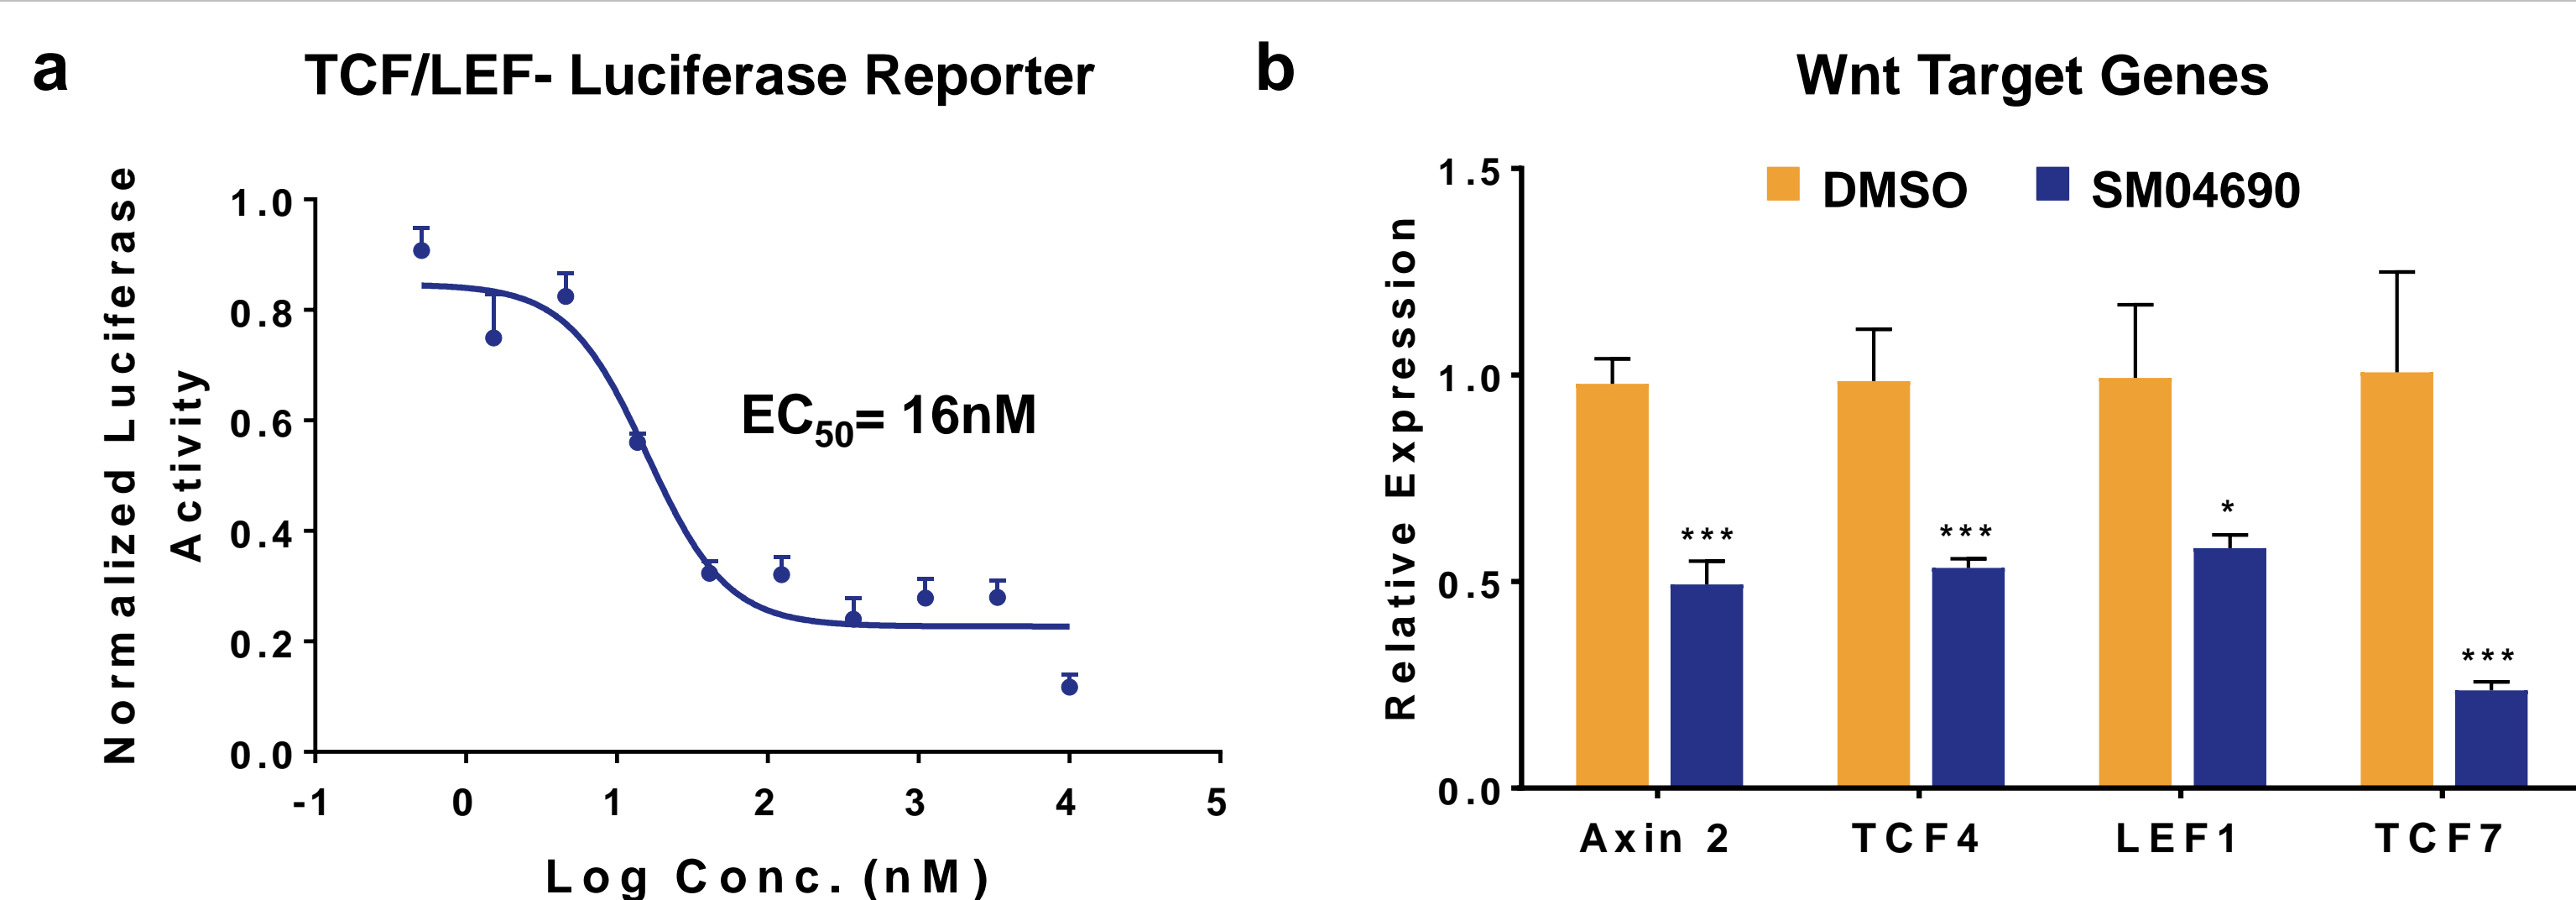 a
TCF/LEF- Luciferase Reporter
Normalized Luciferase
Activity
1.0
0.8
0.6
0.4
0.2
0.0
EC50= 16nM
-1 0 1 2 3 4 5
Log Conc. (nM)
b
Wnt Target Genes
DMSO SM04690
Relative Expression
1.5
1.0
0.5
0.0
*** *** * ***
Axin 2 TCF4 LEF1 TCF7